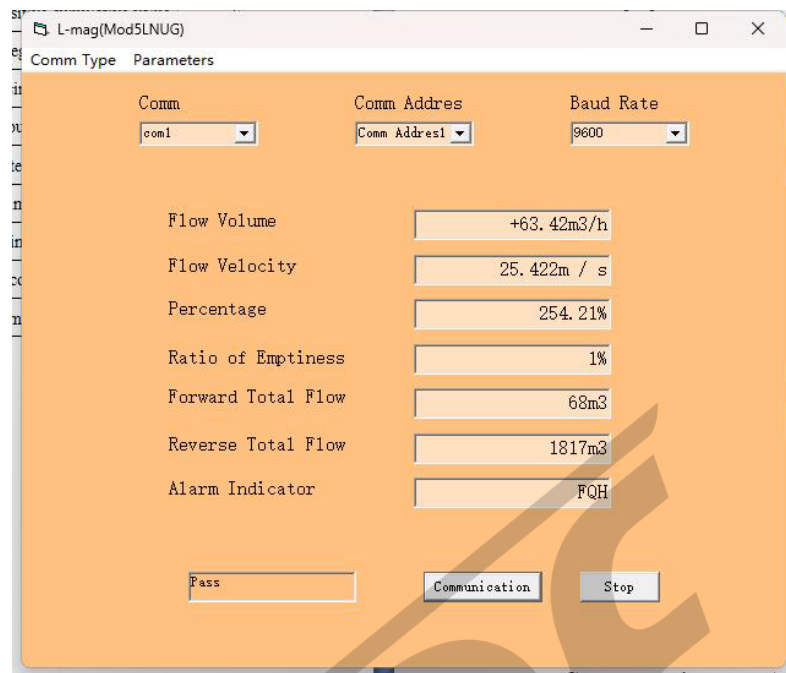 L-mag(Mod5LNUG)
Comm Type Parameters
Comm Comm Addres Baud Rate
com1 Comm Addres1 9600
Flow Volume +63.42m3/h
Flow Velocity 25.422m / s
Percentage 254.21%
Ratio of Emptiness 1%
Forward Total Flow 68m3
Reverse Total Flow 1817m3
Alarm Indicator FQH
Pass Communication Stop